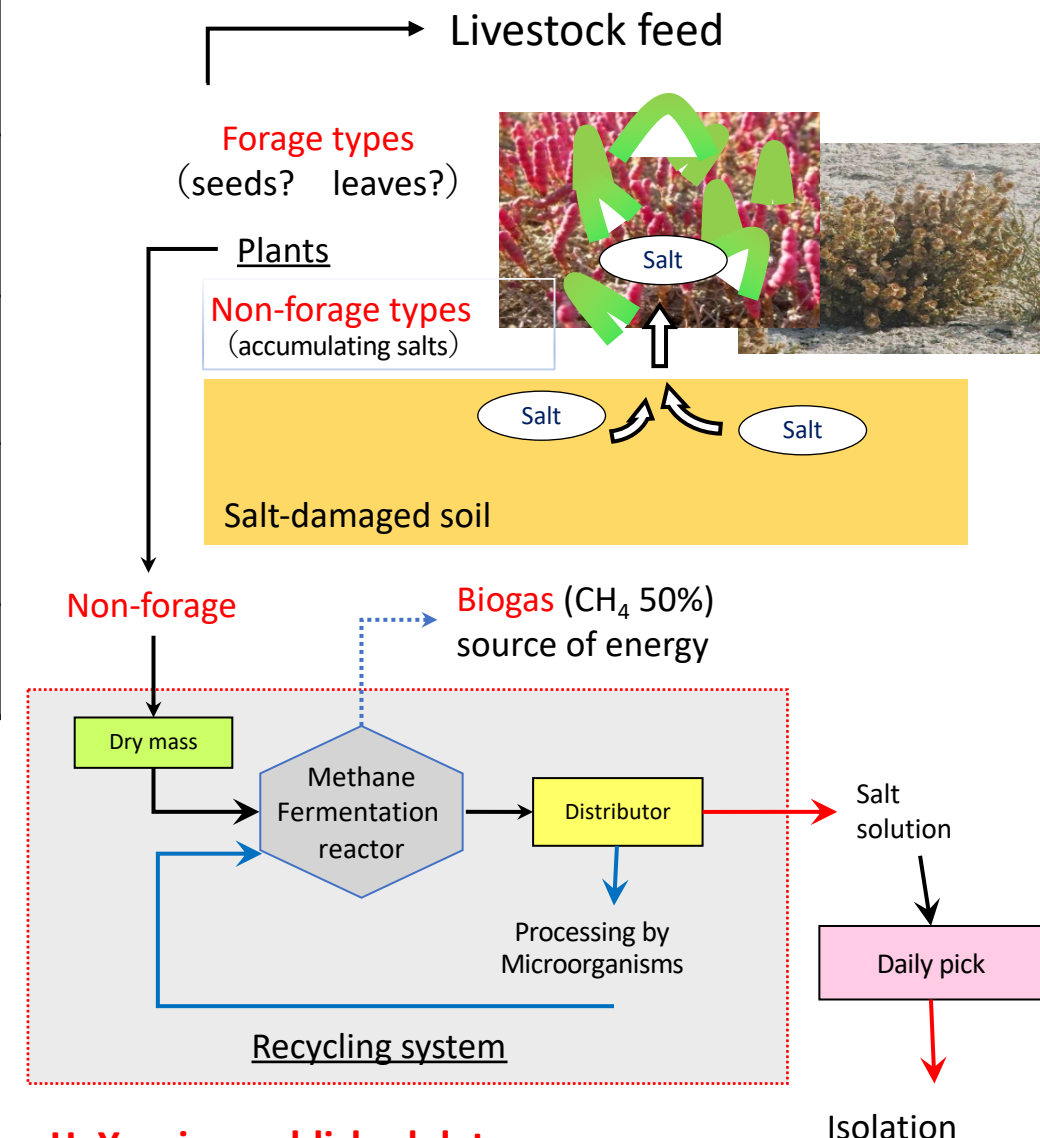 Livestock feed
Forage types
（seeds?　leaves?）
Plants
Non-forage types
（accumulating salts）
Salt
Salt
Salt
Salt-damaged soil
Non-forage
Biogas (CH₄ 50%)
source of energy
Dry mass
Methane
Fermentation
reactor
Distributor
Salt
solution
Processing by
Microorganisms
Daily pick
Recycling system
Isolation